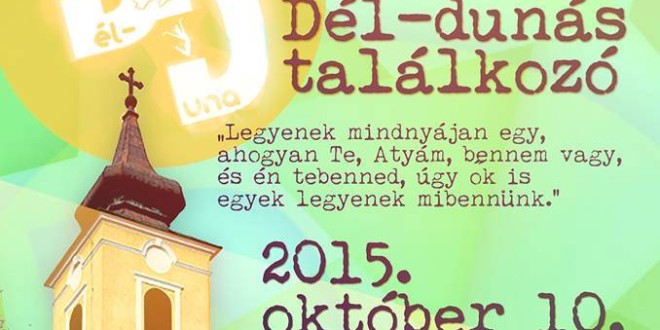 él-
una
Dél-dunás
találkozó
„Legyenek mindnyájan egy,
ahogyan Te, Atyám, bennem vagy,
és én tebenned, úgy ok is
egyek legyenek mibennünk."
2015.
október 10.